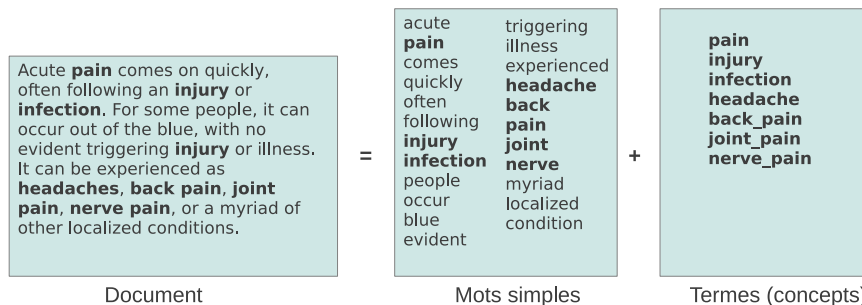 Acute pain comes on quickly,
often following an injury or
infection. For some people, it can
occur out of the blue, with no
evident triggering injury or illness.
It can be experienced as
headaches, back pain, joint
pain, nerve pain, or a myriad of
other localized conditions.
Document
=
acute
pain
comes
quickly
often
following
injury
infection
people
occur
blue
evident
triggering
illness
experienced
headache
back
pain
joint
nerve
myriad
localized
condition
Mots simples
+
pain
injury
infection
headache
back_pain
joint_pain
nerve_pain
Termes (concepts)